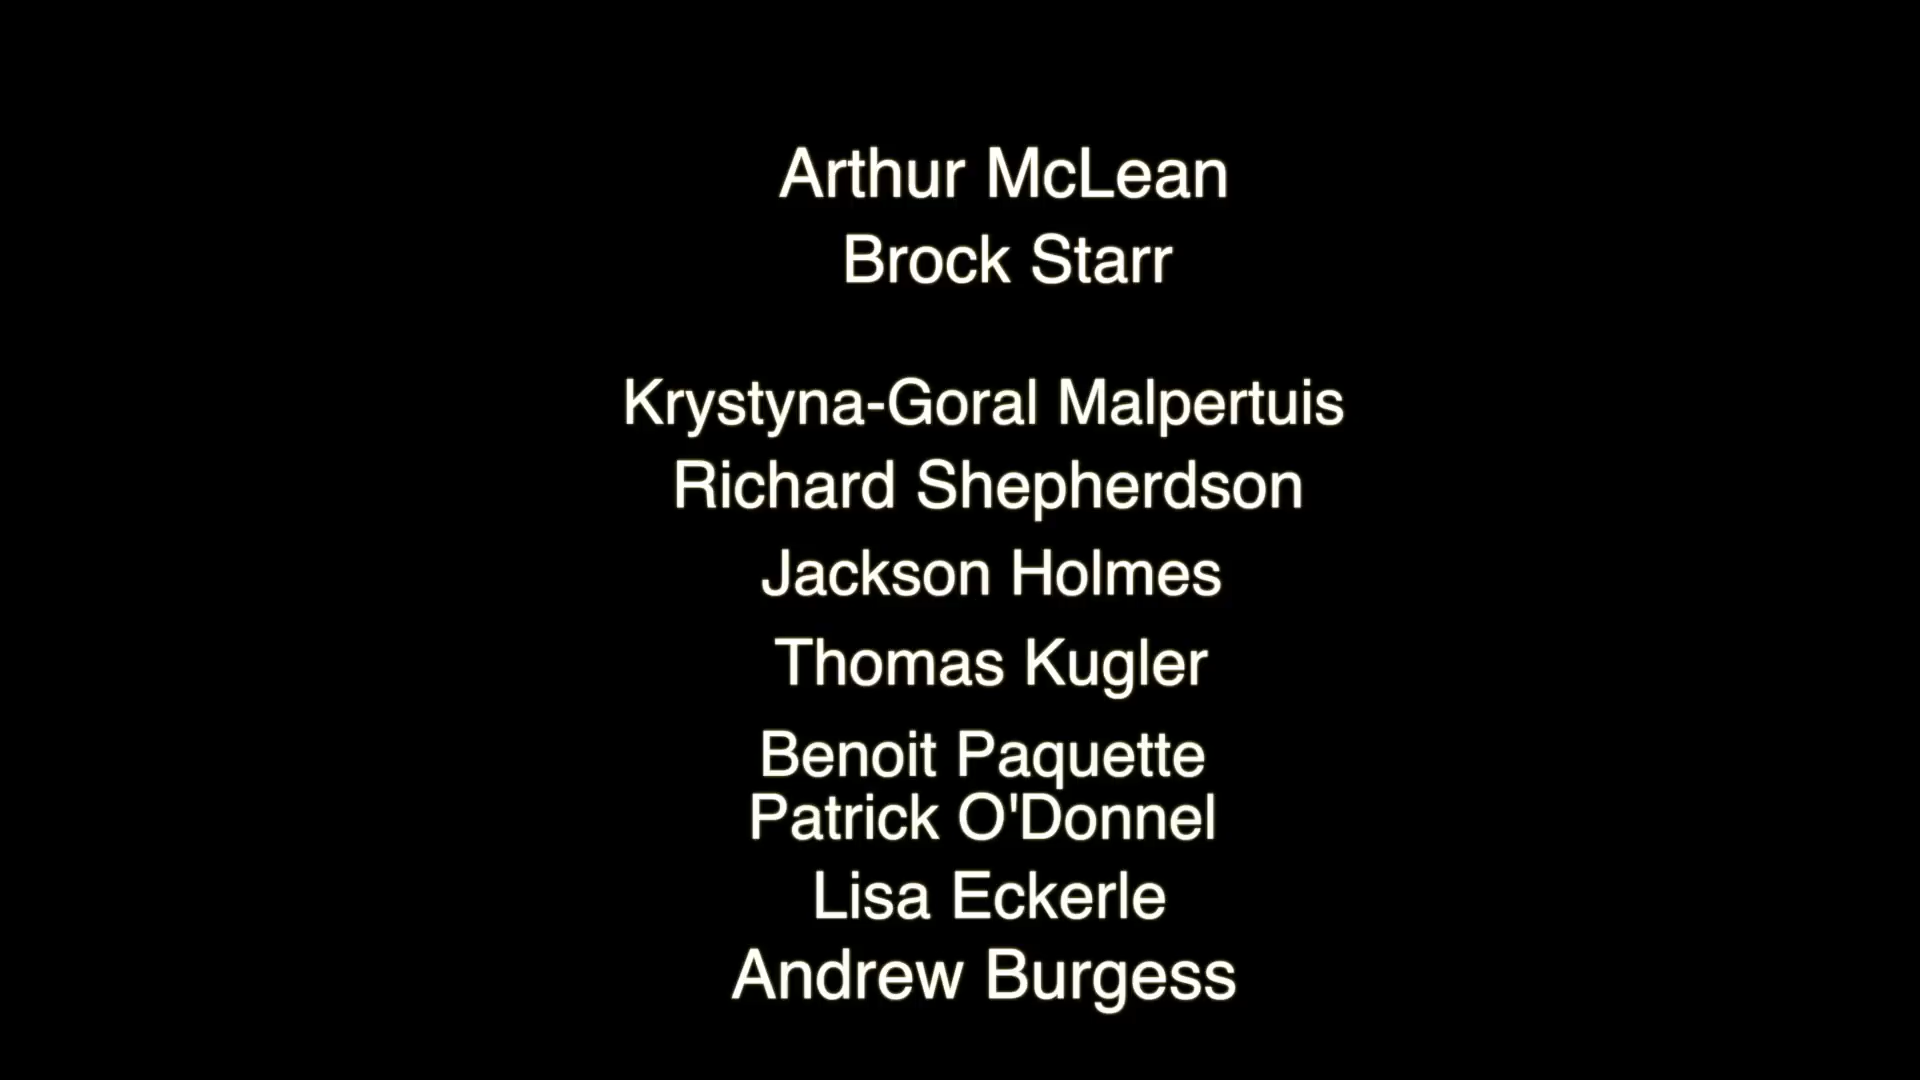 Arthur McLean
Brock Starr
Krystyna-Goral Malpertuis
Richard Shepherdson
Jackson Holmes
Thomas Kugler
Benoit Paquette
Patrick O'Donnel
Lisa Eckerle
Andrew Burgess